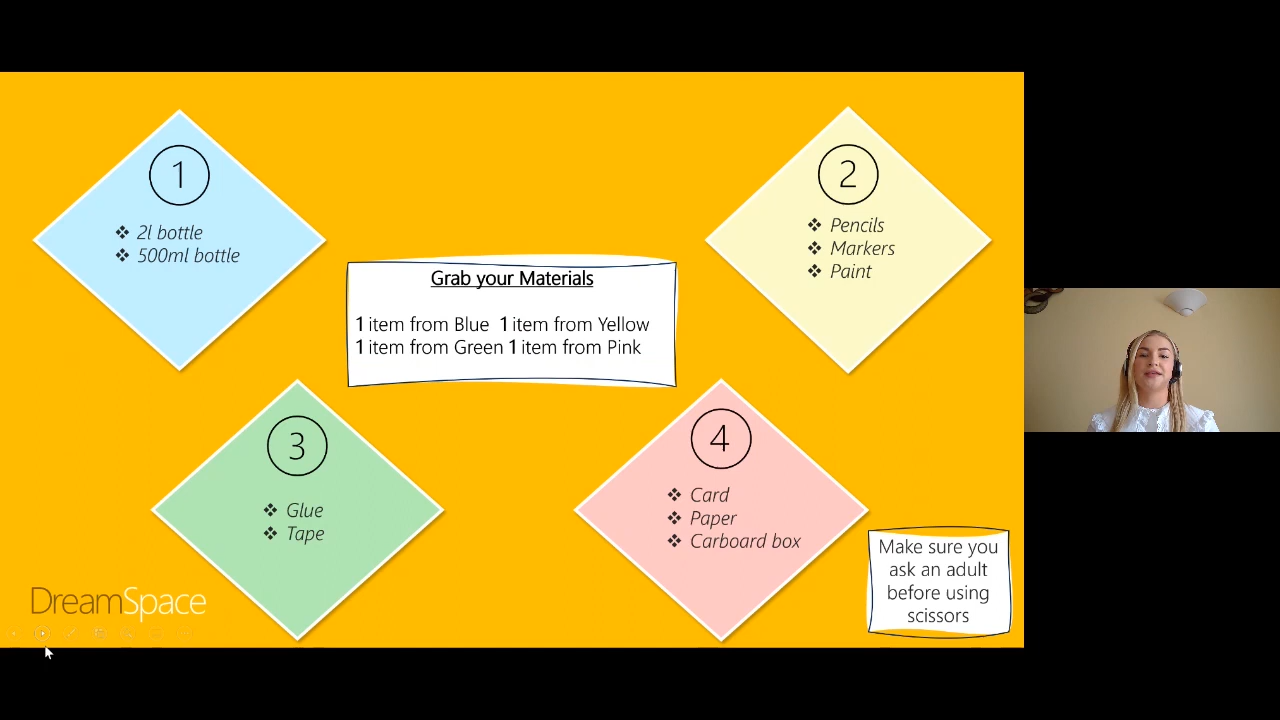 1
❖ 2l bottle
❖ 500ml bottle
2
❖ Pencils
❖ Markers
❖ Paint
Grab your Materials
1 item from Blue 1 item from Yellow
1 item from Green 1 item from Pink
3
❖ Glue
❖ Tape
4
❖ Card
❖ Paper
❖ Carboard box
Make sure you
ask an adult
before using
scissors
DreamSpace